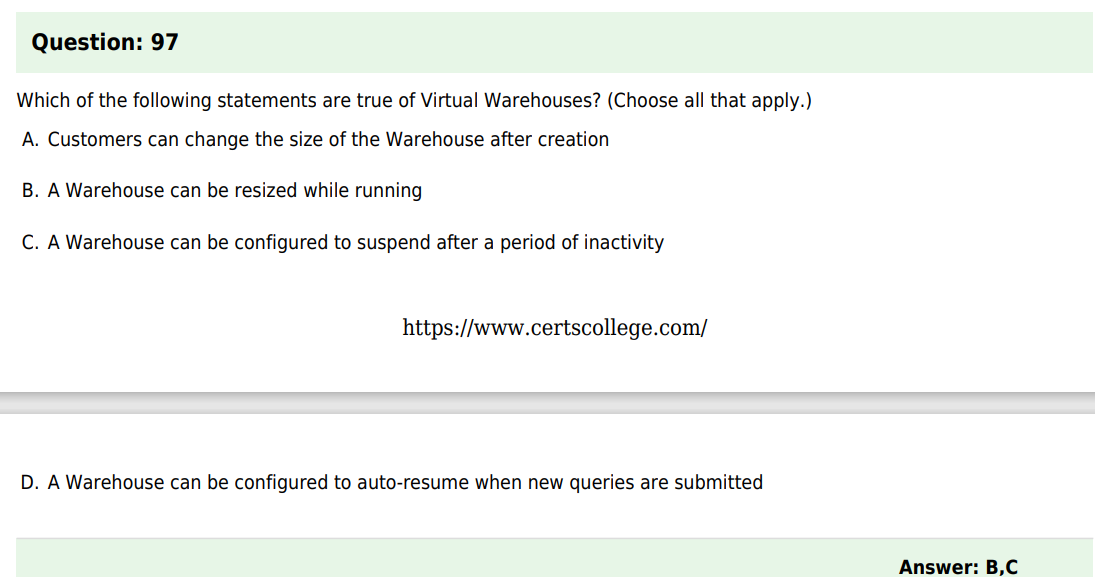 Question: 97
Which of the following statements are true of Virtual Warehouses? (Choose all that apply.)
A. Customers can change the size of the Warehouse after creation
B. A Warehouse can be resized while running
C. A Warehouse can be configured to suspend after a period of inactivity
https://www.certscollege.com/
D. A Warehouse can be configured to auto-resume when new queries are submitted
Answer: B,C